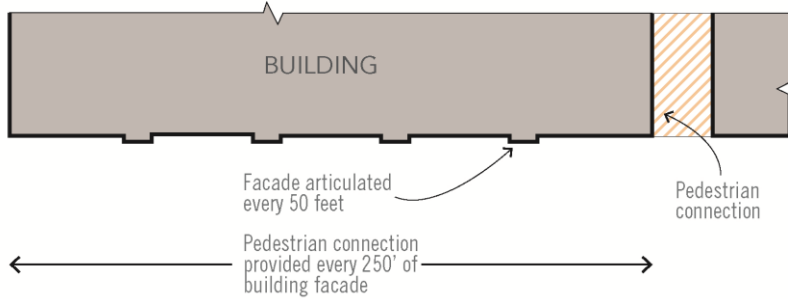 BUILDING
Facade articulated
every 50 feet
Pedestrian
connection
Pedestrian connection
provided every 250' of
building facade